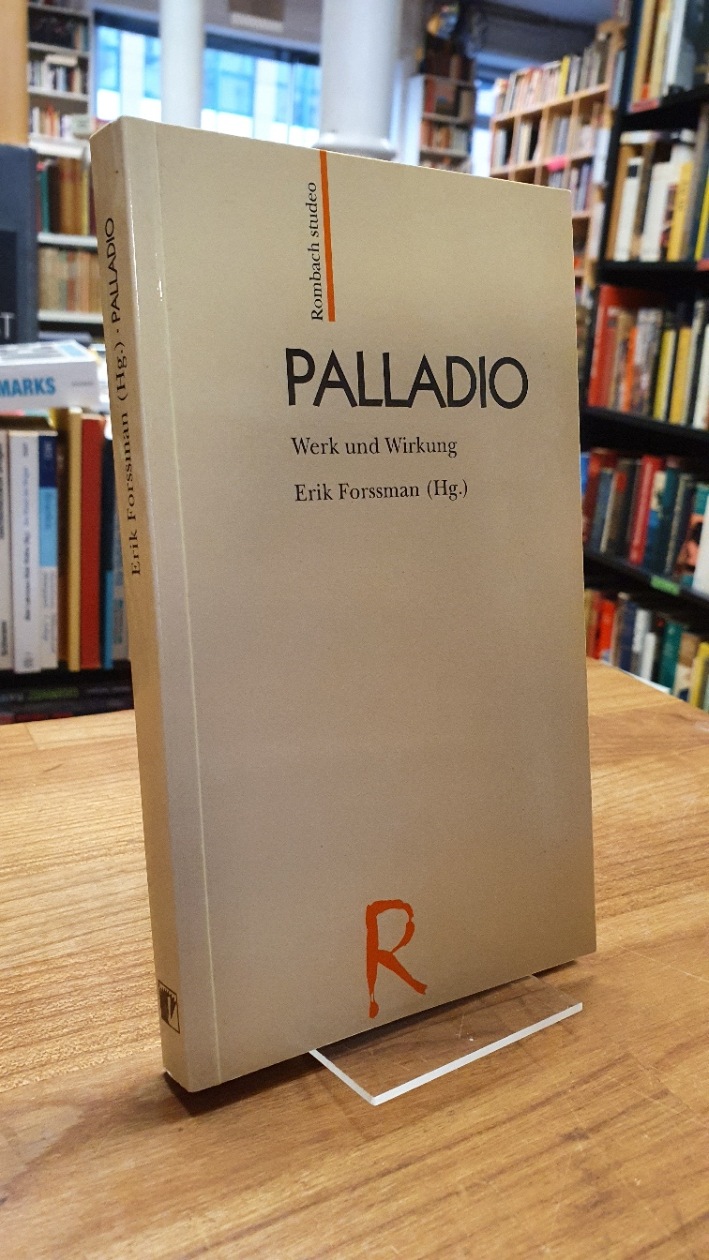 Rombach studeo
PALLADIO
Werk und Wirkung
Erik Forssman (Hg.)
R
Erik Forssman (Hg.) · PALLADIO
MARKS